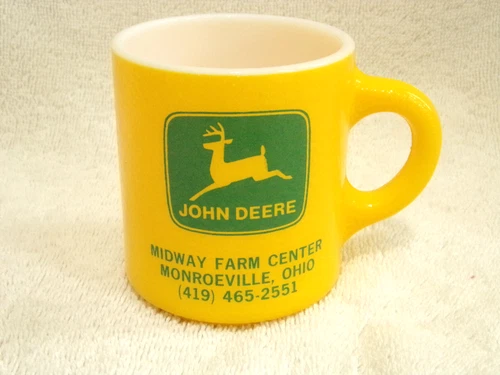 JOHN DEERE
MIDWAY FARM CENTER
MONROEVILLE, OHIO
(419) 465-2551